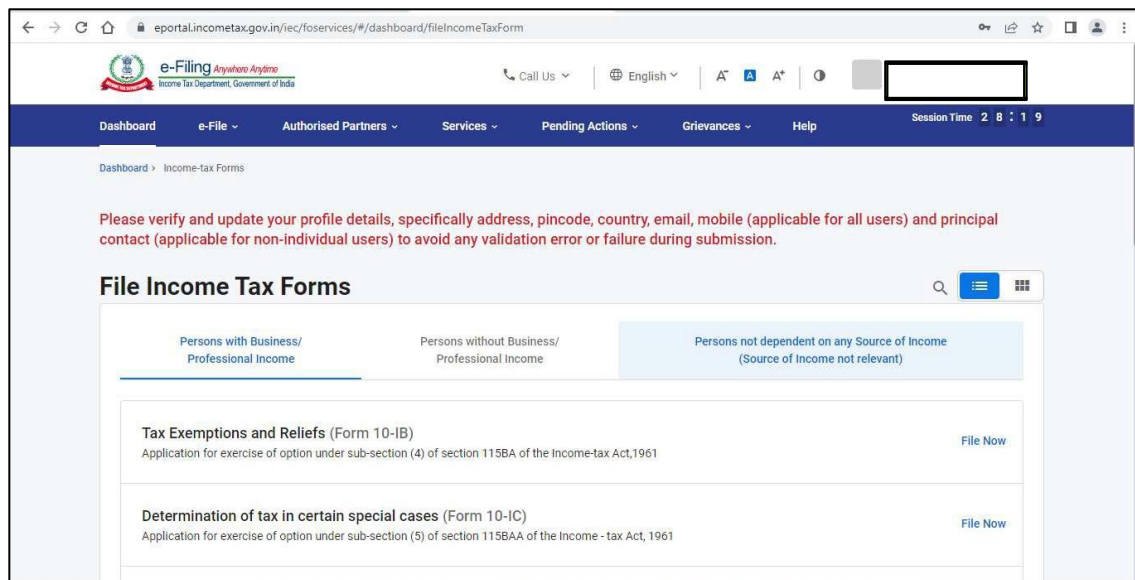 eportal.incometax.gov.in/iec/foservices/#/dashboard/fileIncomeTaxForm
e-Filing Anywhere Anytime
Income Tax Department, Government of India
Call Us
English
A-
A
A+
Dashboard
e-File
Authorised Partners
Services
Pending Actions
Grievances
Help
Session Time 2 8 : 1 9
Dashboard > Income-tax Forms
Please verify and update your profile details, specifically address, pincode, country, email, mobile (applicable for all users) and principal
contact (applicable for non-individual users) to avoid any validation error or failure during submission.
File Income Tax Forms
Persons with Business/
Professional Income
Persons without Business/
Professional Income
Persons not dependent on any Source of Income
(Source of Income not relevant)
Tax Exemptions and Reliefs (Form 10-IB)
Application for exercise of option under sub-section (4) of section 115BA of the Income-tax Act,1961
File Now
Determination of tax in certain special cases (Form 10-IC)
Application for exercise of option under sub-section (5) of section 115BAA of the Income - tax Act, 1961
File Now